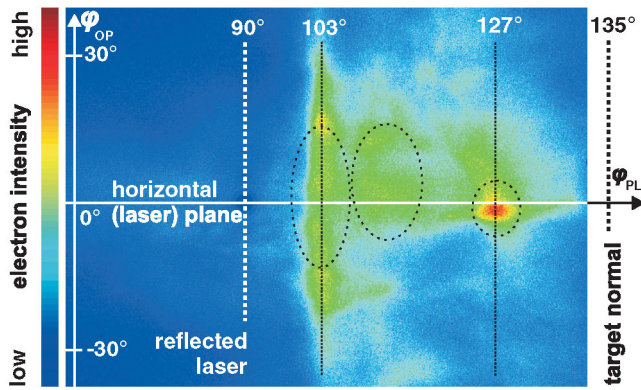 high
electron intensity
low
φOP
30°
0°
-30°
90°
103°
127°
135°
horizontal
(laser) plane
φPL
reflected
laser
target normal